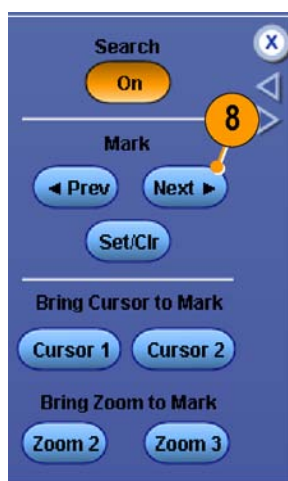 Search
X
On
8
Mark
◄ Prev Next ►
Set/Clr
Bring Cursor to Mark
Cursor 1 Cursor 2
Bring Zoom to Mark
Zoom 2 Zoom 3